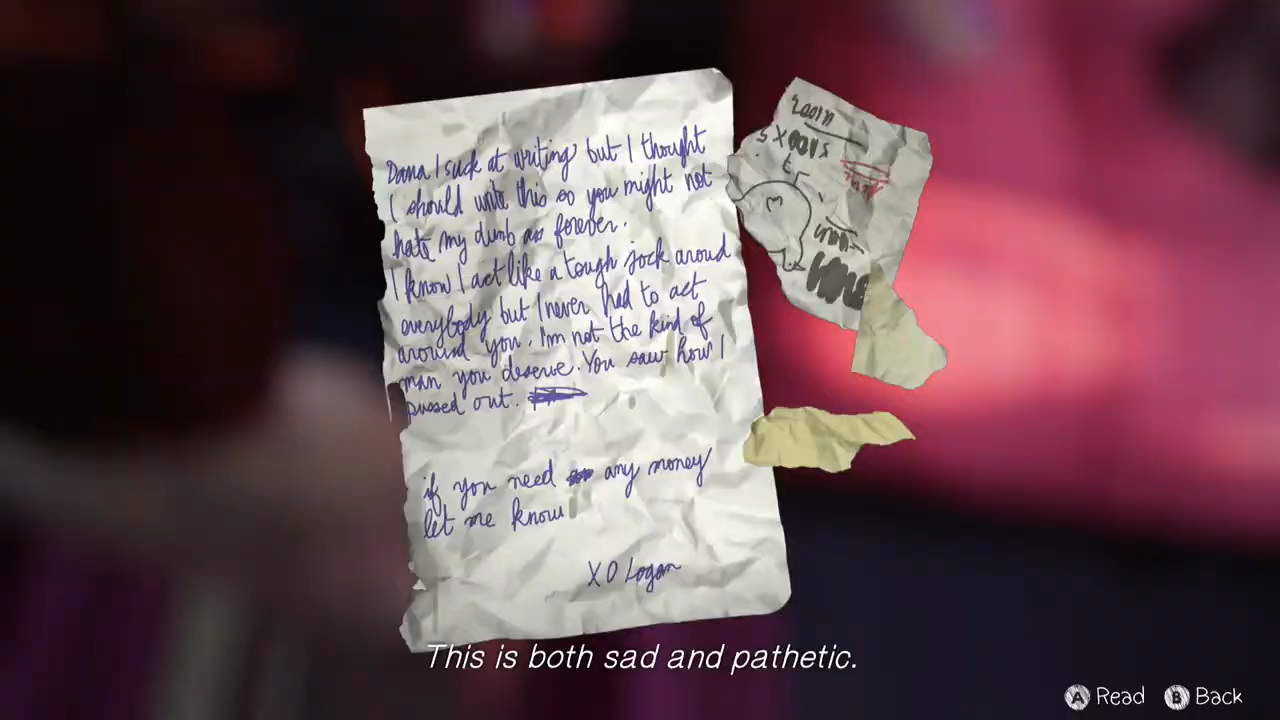 Dana I suck at writing but I thought
I should write this so you might not
hate my dumb ass forever.
I know I act like a tough jock aroud
everybody but I never had to act
around you. I'm not the kind of
man you deserve. You saw how I
pussed out.
if you need any money
let me know
XO Logan
This is both sad and pathetic.
A Read B Back